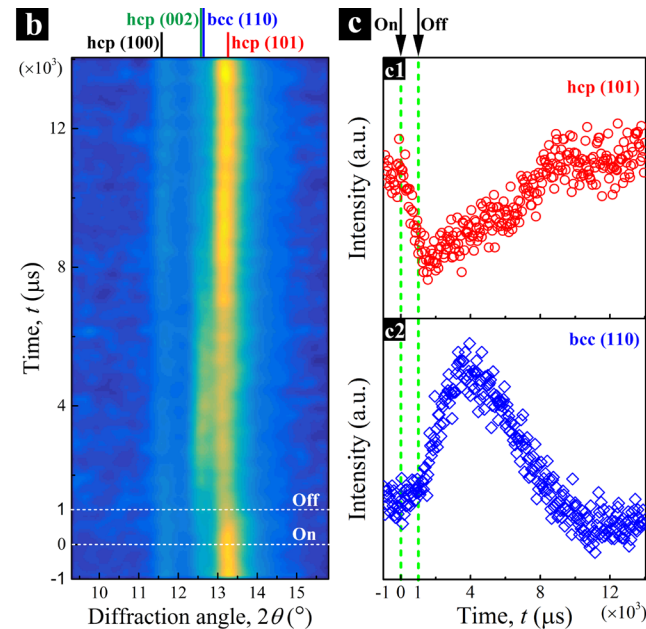 b
hcp (002) bcc (110)
hcp (100) hcp (101)
(×10³)
12
8
4
1
0
-1
Time, t (μs)
Off
On
10 11 12 13 14 15
Diffraction angle, 2θ (°)
c
On Off
c1
hcp (101)
Intensity (a.u.)
c2
bcc (110)
Intensity (a.u.)
-1 0 1 4 8 12
Time, t (μs) (×10³)